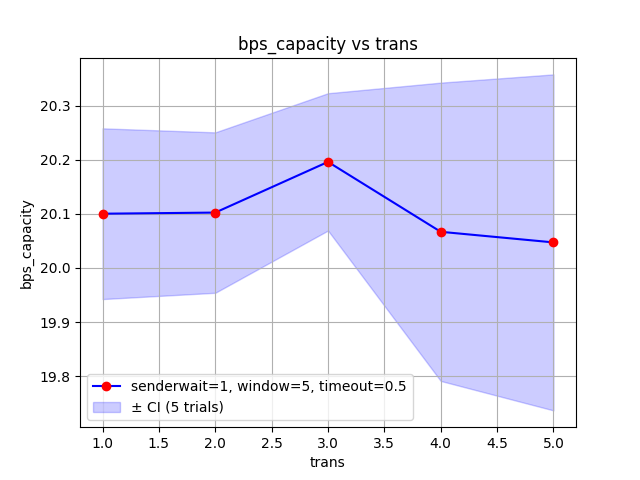 bps_capacity vs trans
bps_capacity
20.3
20.2
20.1
20.0
19.9
19.8
senderwait=1, window=5, timeout=0.5
± CI (5 trials)
1.0 1.5 2.0 2.5 3.0 3.5 4.0 4.5 5.0
trans